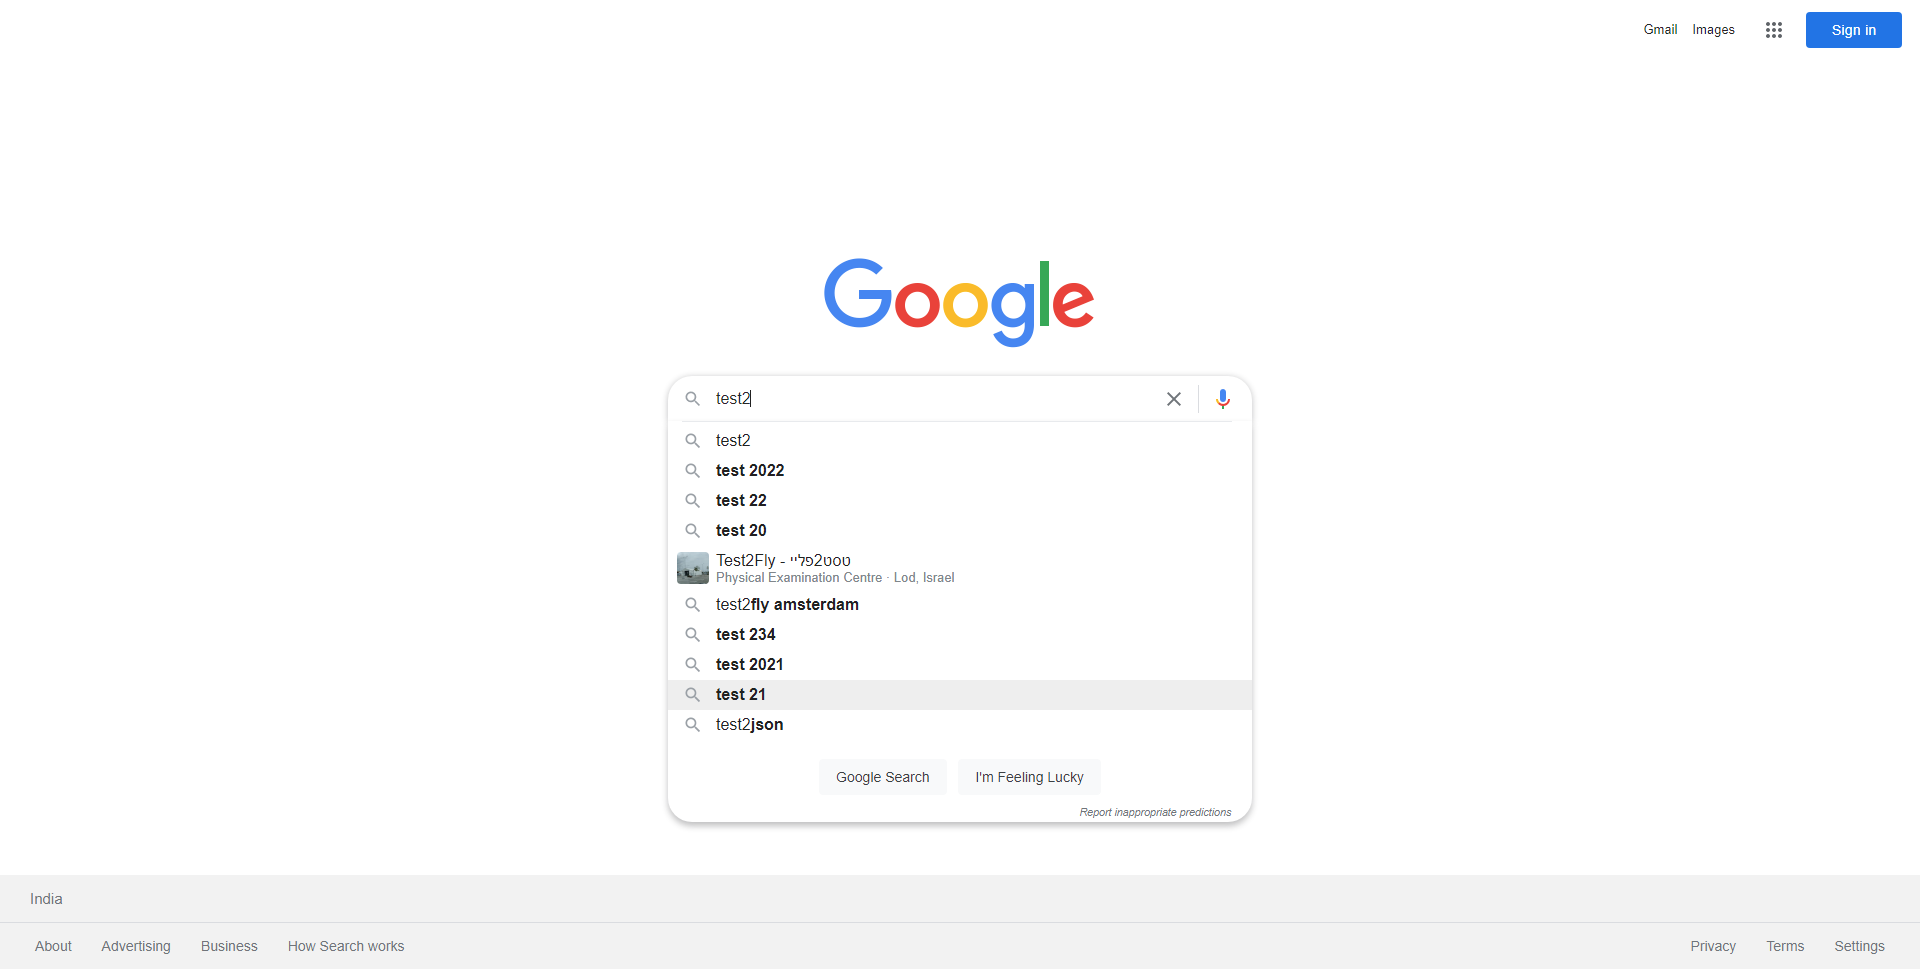 Gmail Images Sign in
Google
test2
test2
test 2022
test 22
test 20
Test2Fly - טסט2פליי
Physical Examination Centre · Lod, Israel
test2fly amsterdam
test 234
test 2021
test 21
test2json
Google Search I'm Feeling Lucky
Report inappropriate predictions
India
About Advertising Business How Search works Privacy Terms Settings